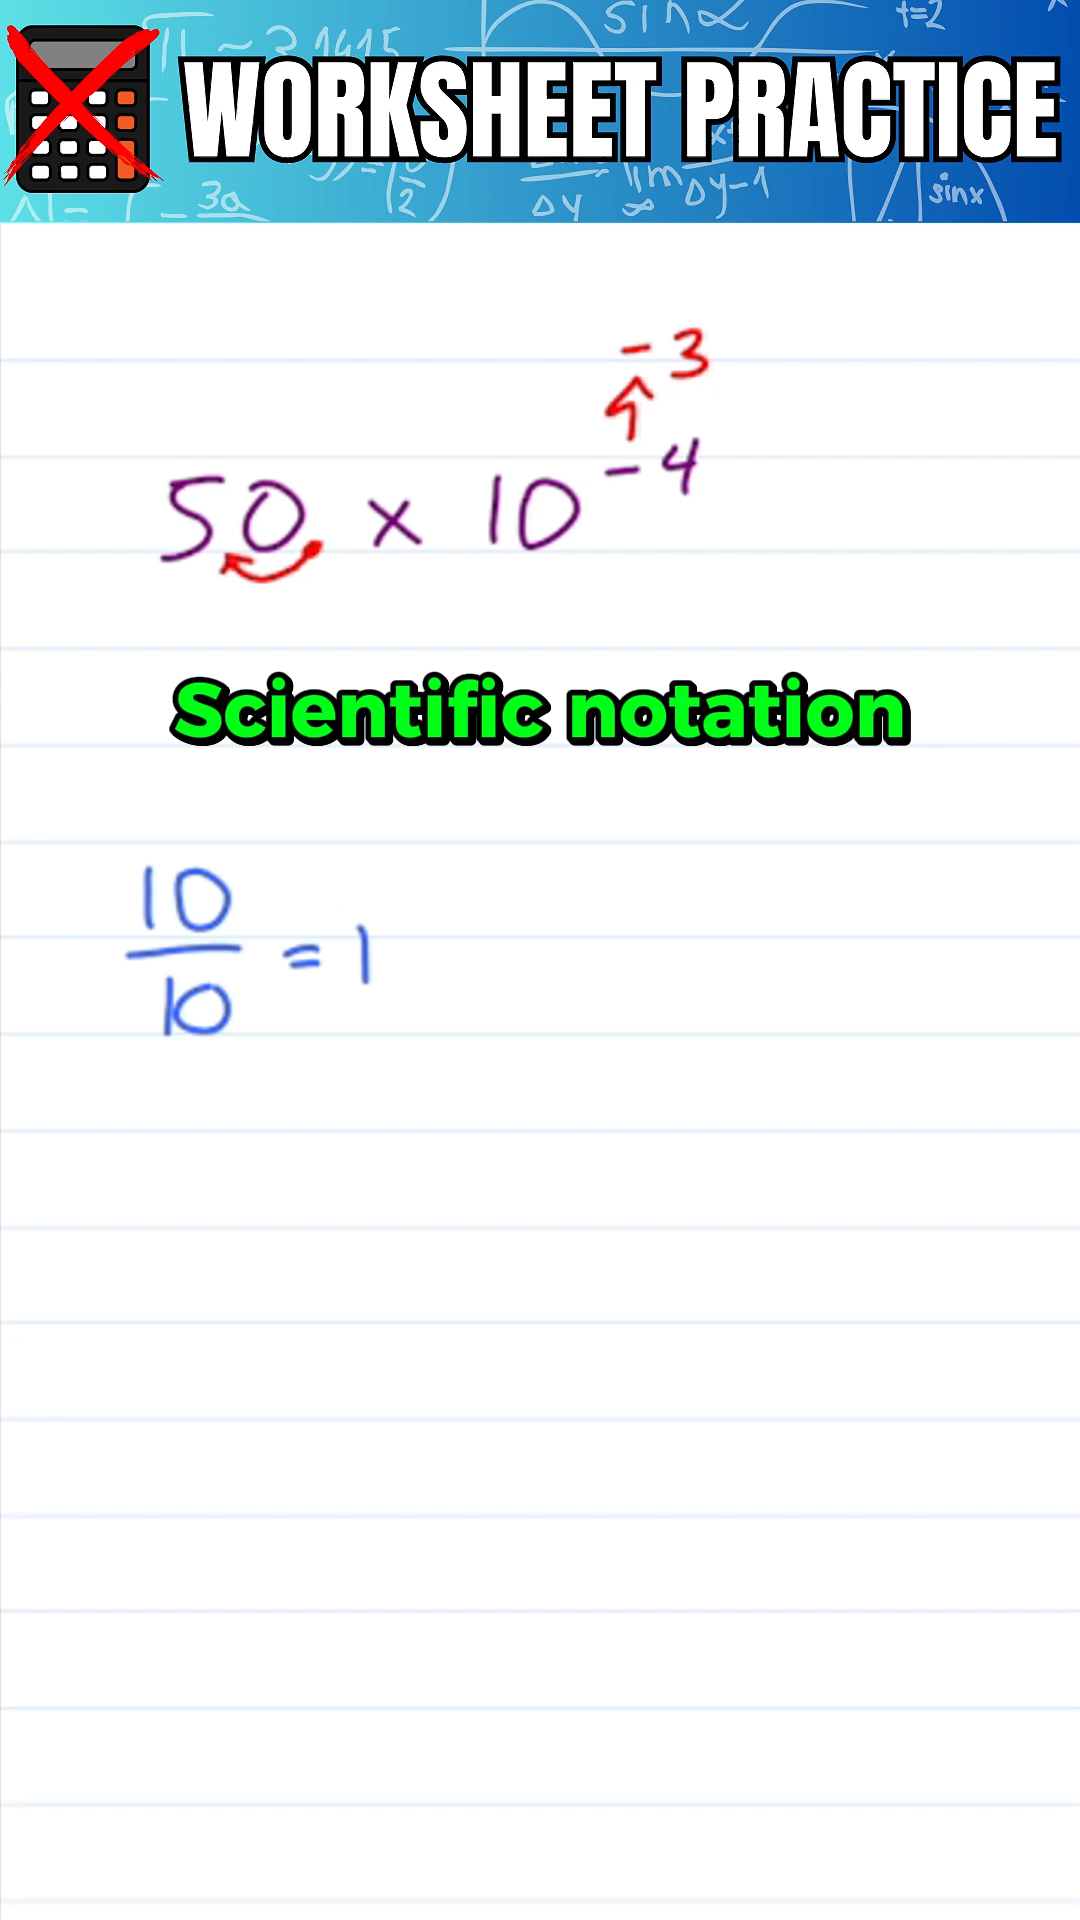 WORKSHEET PRACTICE
-3
50. x 10^-4
Scientific notation
10
— = 1
10